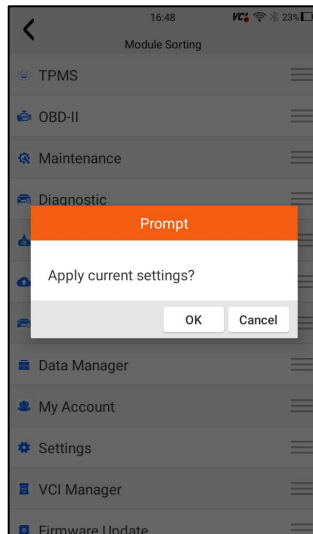 16:48
VC 23%
Module Sorting
TPMS
OBD-II
Maintenance
Diagnostic
Prompt
Apply current settings?
OK Cancel
Data Manager
My Account
Settings
VCI Manager
Firmware Update